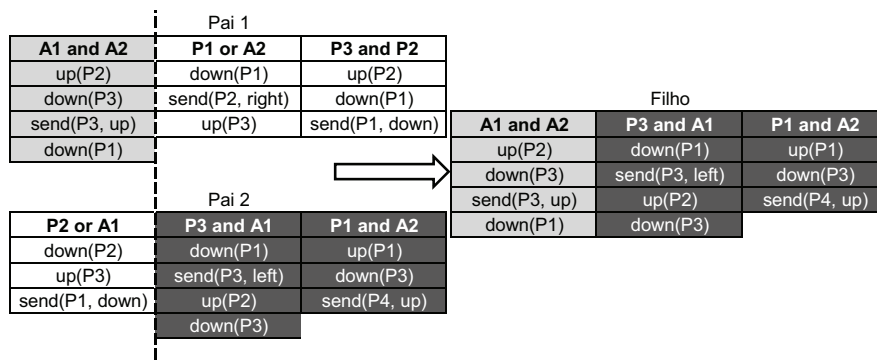 Pai 1
A1 and A2 P1 or A2 P3 and P2
up(P2) down(P1) up(P2)
down(P3) send(P2, right) down(P1)
send(P3, up) up(P3) send(P1, down)
down(P1)
Pai 2
P2 or A1 P3 and A1 P1 and A2
down(P2) down(P1) up(P1)
up(P3) send(P3, left) down(P3)
send(P1, down) up(P2) send(P4, up)
down(P3)
Filho
A1 and A2 P3 and A1 P1 and A2
up(P2) down(P1) up(P1)
down(P3) send(P3, left) down(P3)
send(P3, up) up(P2) send(P4, up)
down(P1) down(P3)